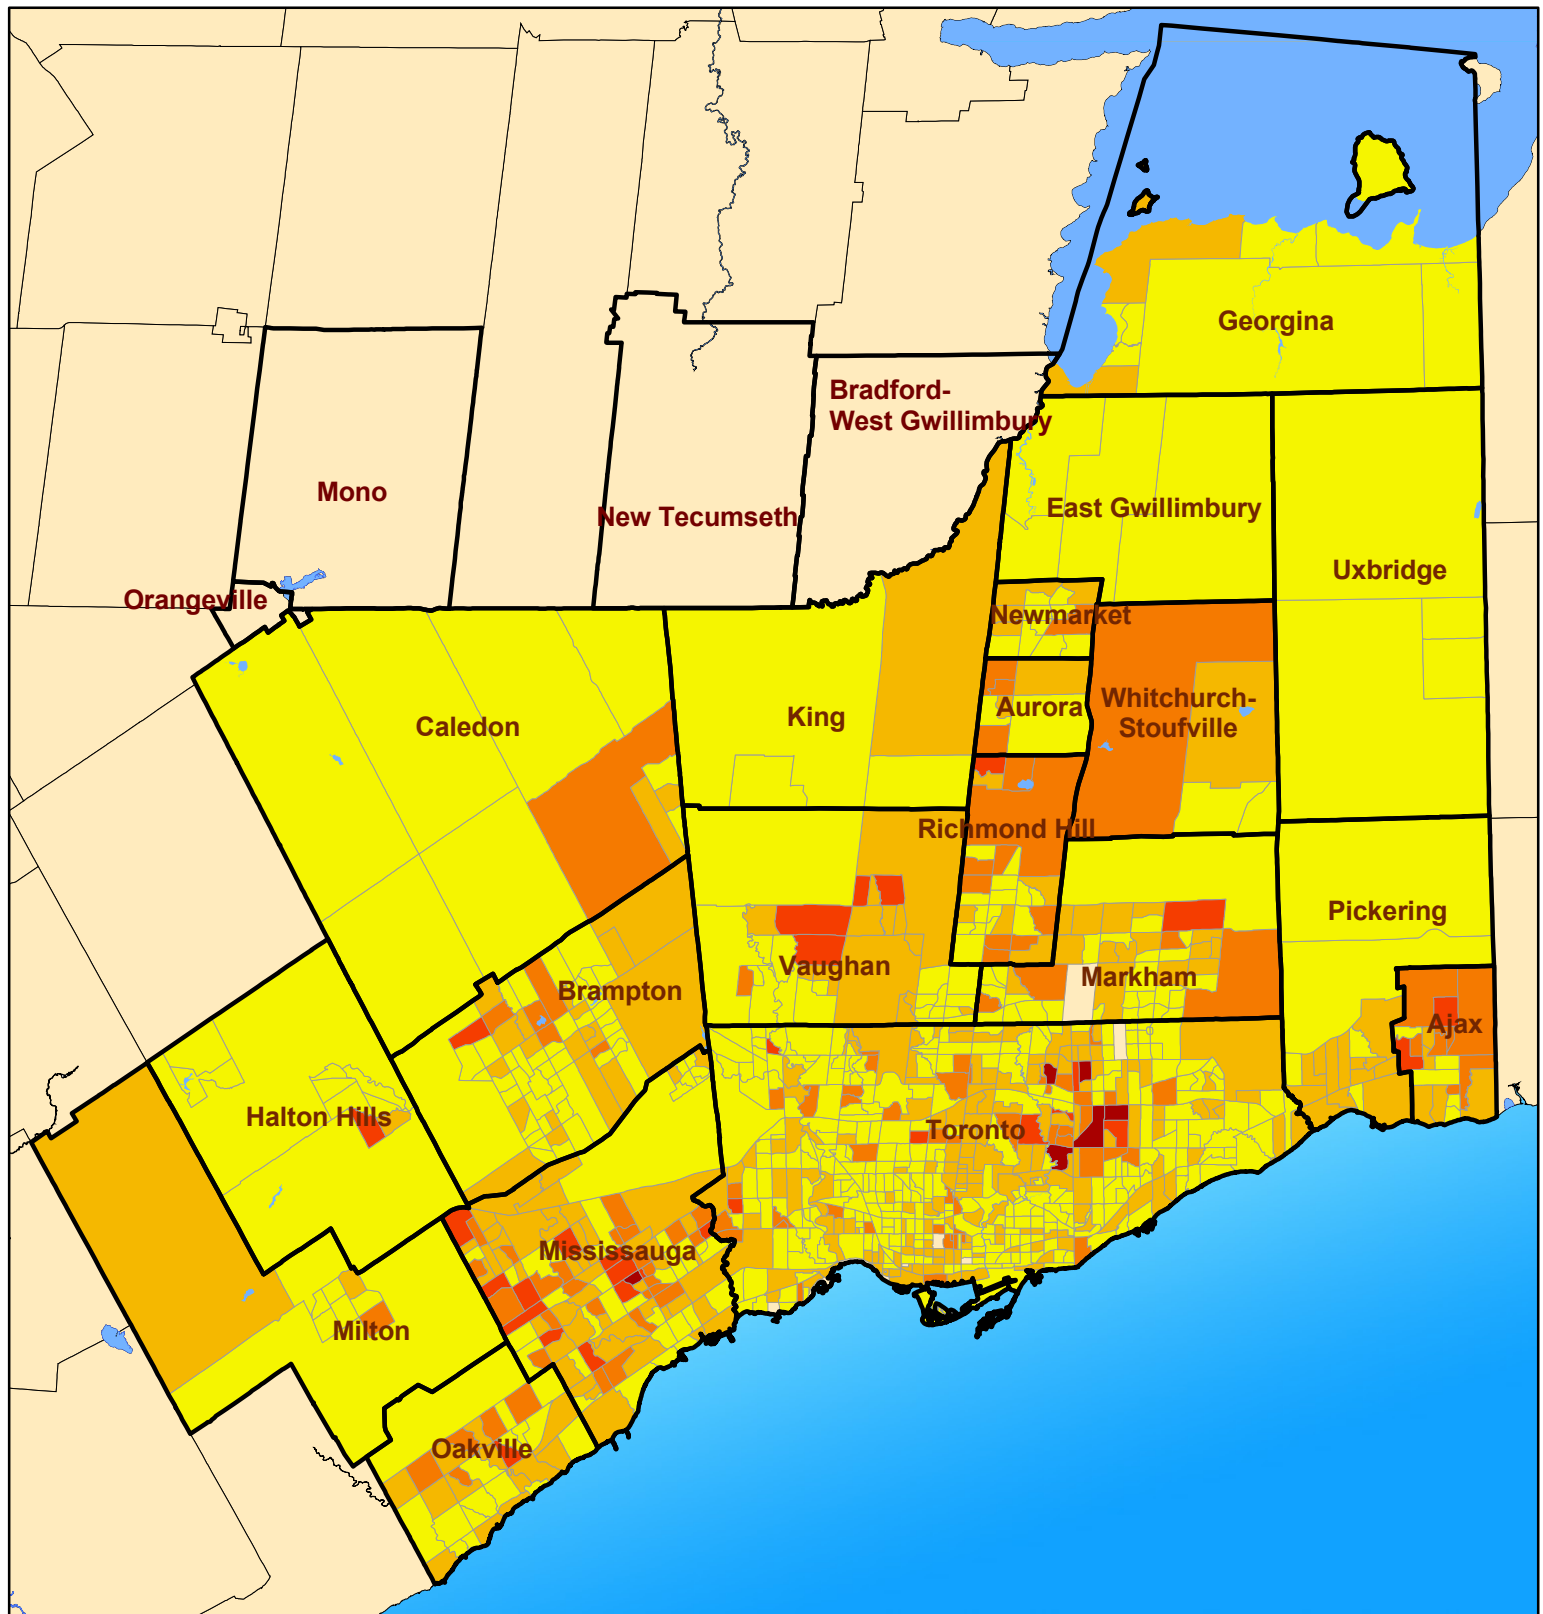 Georgina
Bradford-
West Gwillimbury
Mono
New Tecumseth
East Gwillimbury
Uxbridge
Orangeville
Newmarket
Caledon
King
Aurora
Whitchurch-
Stoufville
Richmond Hill
Pickering
Vaughan
Markham
Brampton
Ajax
Halton Hills
Toronto
Mississauga
Milton
Oakville